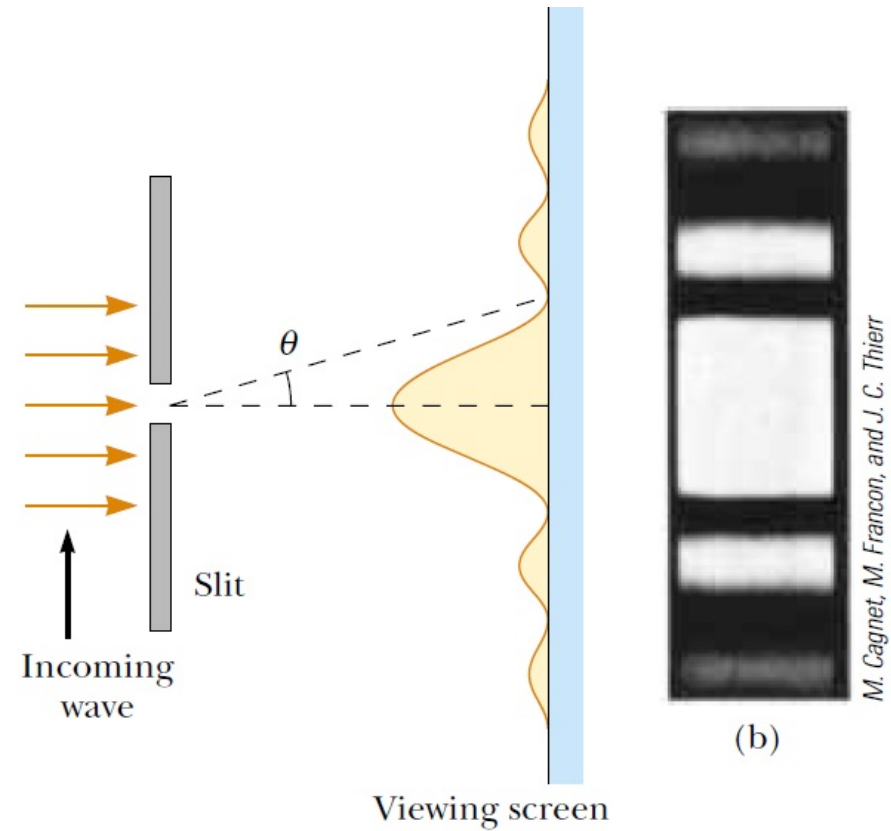 θ
Slit
Incoming
wave
Viewing screen
(b)
M. Cagnet, M. Francon, and J. C. Thierr